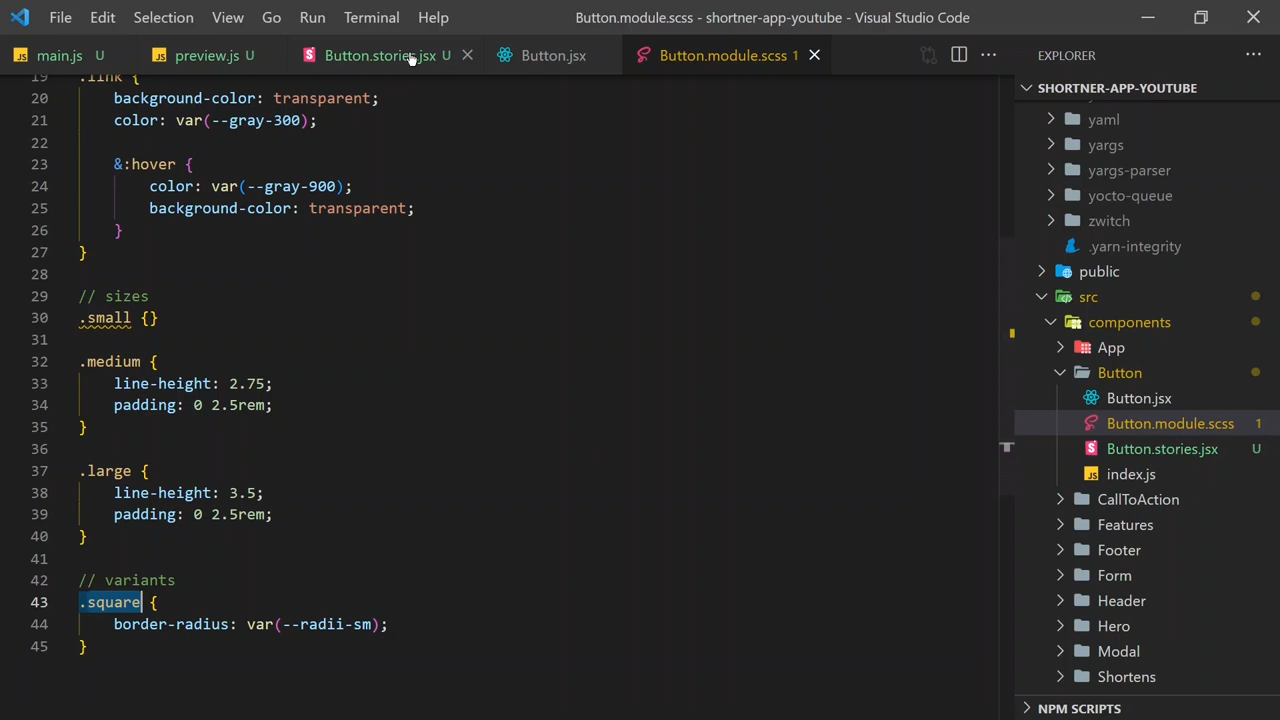 File Edit Selection View Go Run Terminal Help
Button.module.scss - shortner-app-youtube - Visual Studio Code
main.js U
preview.js U
Button.stories.jsx U
Button.jsx
Button.module.scss 1
EXPLORER
SHORTNER-APP-YOUTUBE
19 .link {
20 background-color: transparent;
21 color: var(--gray-300);
22
23 &:hover {
24 color: var(--gray-900);
25 background-color: transparent;
26 }
27 }
28
29 // sizes
30 .small {}
31
32 .medium {
33 line-height: 2.75;
34 padding: 0 2.5rem;
35 }
36
37 .large {
38 line-height: 3.5;
39 padding: 0 2.5rem;
40 }
41
42 // variants
43 .square {
44 border-radius: var(--radii-sm);
45 }
yaml
yargs
yargs-parser
yocto-queue
zwitch
.yarn-integrity
public
src
components
App
Button
Button.jsx
Button.module.scss 1
Button.stories.jsx U
index.js
CallToAction
Features
Footer
Form
Header
Hero
Modal
Shortens
NPM SCRIPTS